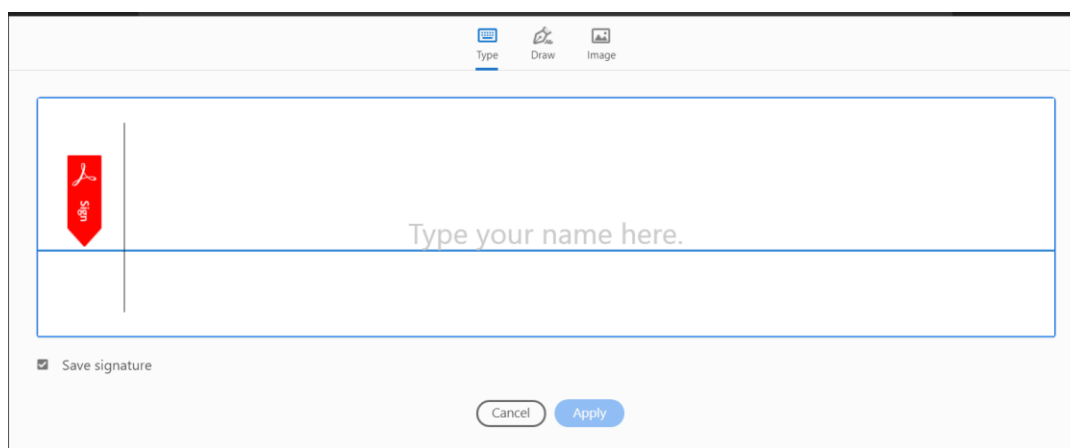 Type Draw Image
Sign
Type your name here.
Save signature
Cancel Apply